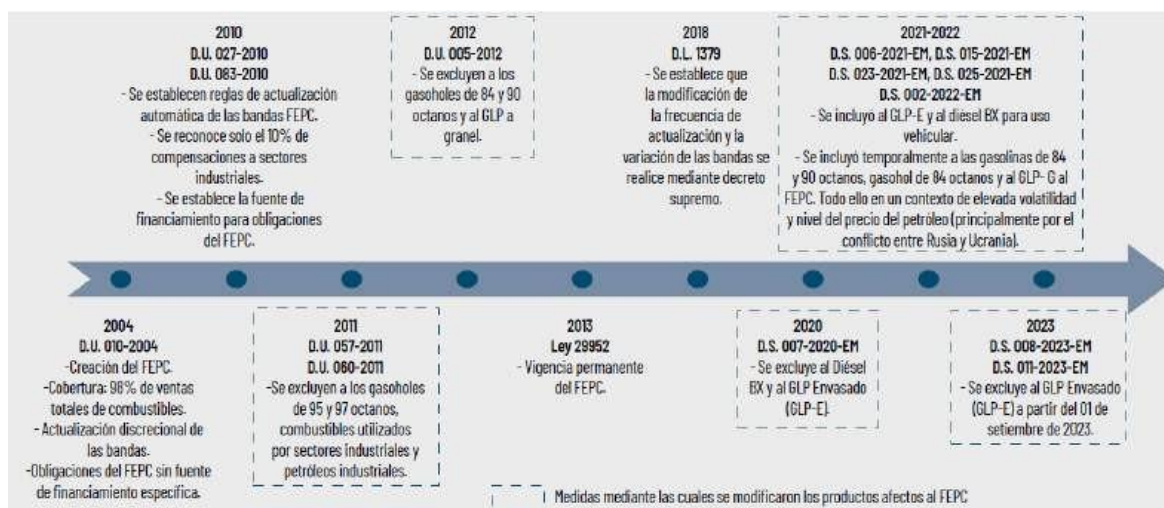 2010
D.U. 027-2010
D.U. 083-2010
- Se establecen reglas de actualización
automática de las bandas FEPC.
- Se reconoce solo el 10% de
compensaciones a sectores
industriales.
- Se establece la fuente de
financiamiento para obligaciones
del FEPC.
2012
D.U. 005-2012
- Se excluyen a los
gasoholes de 84 y 90
octanos y al GLP a
granel.
2018
D.L. 1379
- Se establece que
la modificación de
la frecuencia de
actualización y la
variación de las bandas se
realice mediante decreto
supremo.
2021-2022
D.S. 006-2021-EM, D.S. 015-2021-EM
D.S. 023-2021-EM, D.S. 025-2021-EM
D.S. 002-2022-EM
- Se incluyó al GLP-E y al diésel BX para uso
vehicular.
- Se incluyó temporalmente a las gasolinas de 84
y 90 octanos, gasohol de 84 octanos y al GLP- G al
FEPC. Todo ello en un contexto de elevada volatilidad
y nivel del precio del petróleo (principalmente por el
conflicto entre Rusia y Ucrania).
2004
D.U. 010-2004
-Creación del FEPC.
-Cobertura: 98% de ventas
totales de combustibles.
- Actualización discrecional de
las bandas.
-Obligaciones del FEPC sin fuente
de financiamiento específica.
2011
D.U. 057-2011
D.U. 060-2011
-Se excluyen a los gasoholes
de 95 y 97 octanos,
combustibles utilizados
por sectores industriales y
petróleos industriales.
2013
Ley 29952
- Vigencia permanente
del FEPC.
2020
D.S. 007-2020-EM
- Se excluye al Diésel
BX y al GLP Envasado
(GLP-E).
2023
D.S. 008-2023-EM
D.S. 011-2023-EM
- Se excluye al GLP Envasado
(GLP-E) a partir del 01 de
setiembre de 2023.
Medidas mediante las cuales se modificaron los productos afectos al FEPC